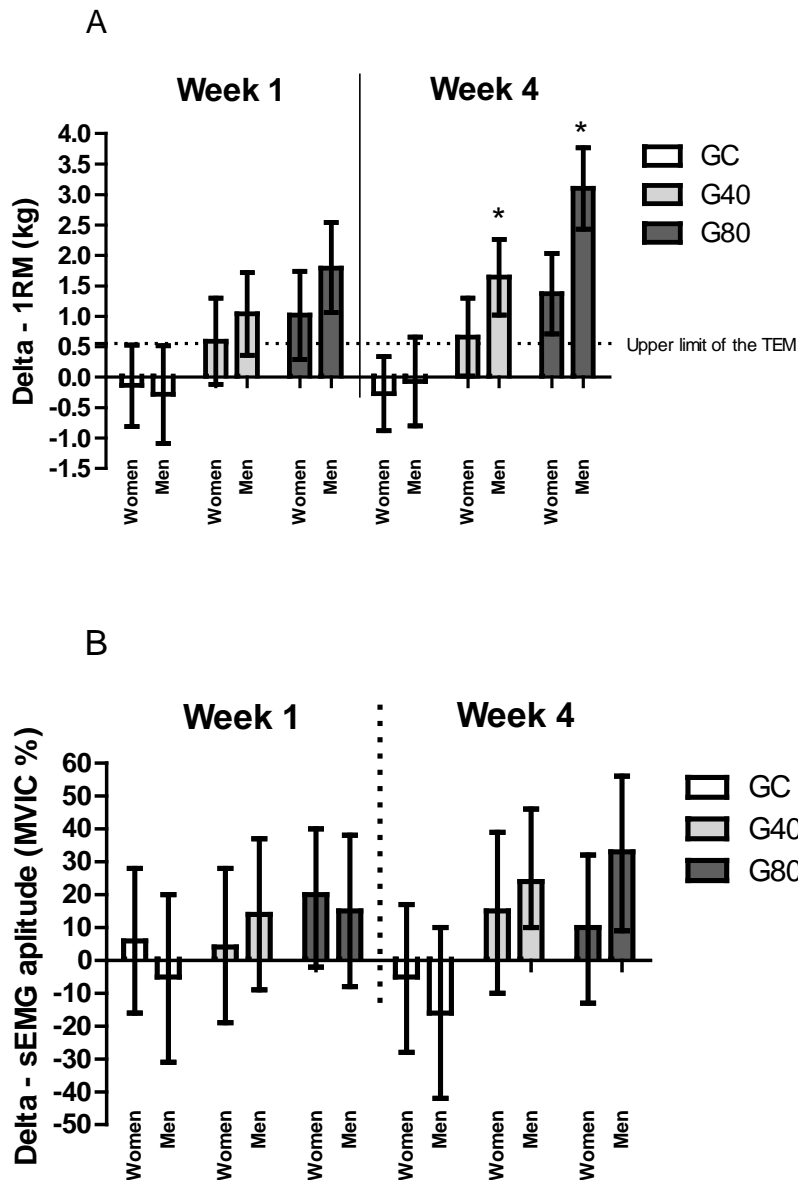 A
Week 1
Week 4
Delta - 1RM (kg)
4.0
3.5
3.0
2.5
2.0
1.5
1.0
0.5
0.0
-0.5
-1.0
-1.5
*
*
GC
G40
G80
Upper limit of the TEM
Women
Men
Women
Men
Women
Men
Women
Men
Women
Men
Women
Men
B
Week 1
Week 4
Delta - sEMG aplitude (MVIC %)
60
50
40
30
20
10
0
-10
-20
-30
-40
-50
GC
G40
G80
Women
Men
Women
Men
Women
Men
Women
Men
Women
Men
Women
Men